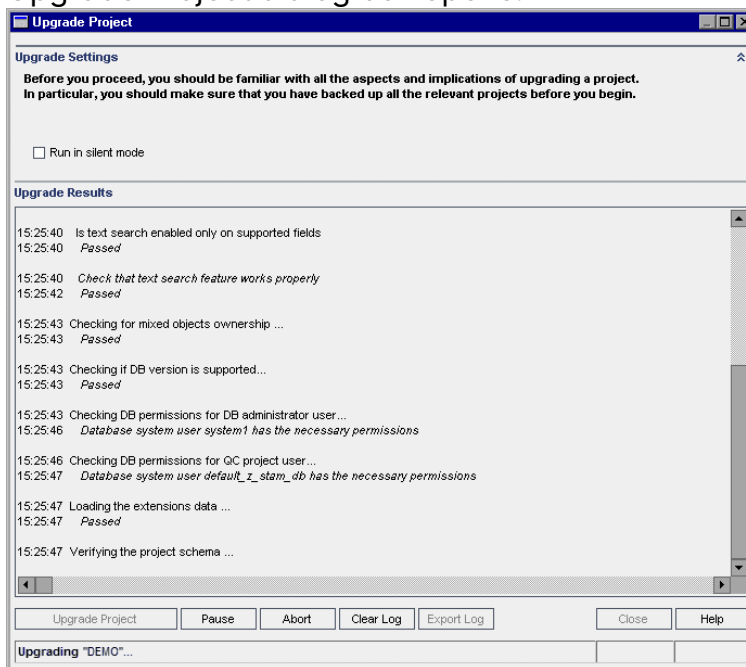 Upgrade Project
Upgrade Settings
Before you proceed, you should be familiar with all the aspects and implications of upgrading a project.
In particular, you should make sure that you have backed up all the relevant projects before you begin.
Run in silent mode
Upgrade Results
15:25:40 Is text search enabled only on supported fields
15:25:40 Passed
15:25:40 Check that text search feature works properly
15:25:42 Passed
15:25:43 Checking for mixed objects ownership ...
15:25:43 Passed
15:25:43 Checking if DB version is supported...
15:25:43 Passed
15:25:43 Checking DB permissions for DB administrator user...
15:25:46 Database system user system1 has the necessary permissions
15:25:46 Checking DB permissions for QC project user...
15:25:47 Database system user default_z_stam_db has the necessary permissions
15:25:47 Loading the extensions data ...
15:25:47 Passed
15:25:47 Verifying the project schema ...
Upgrade Project Pause Abort Clear Log Export Log Close Help
Upgrading "DEMO"...